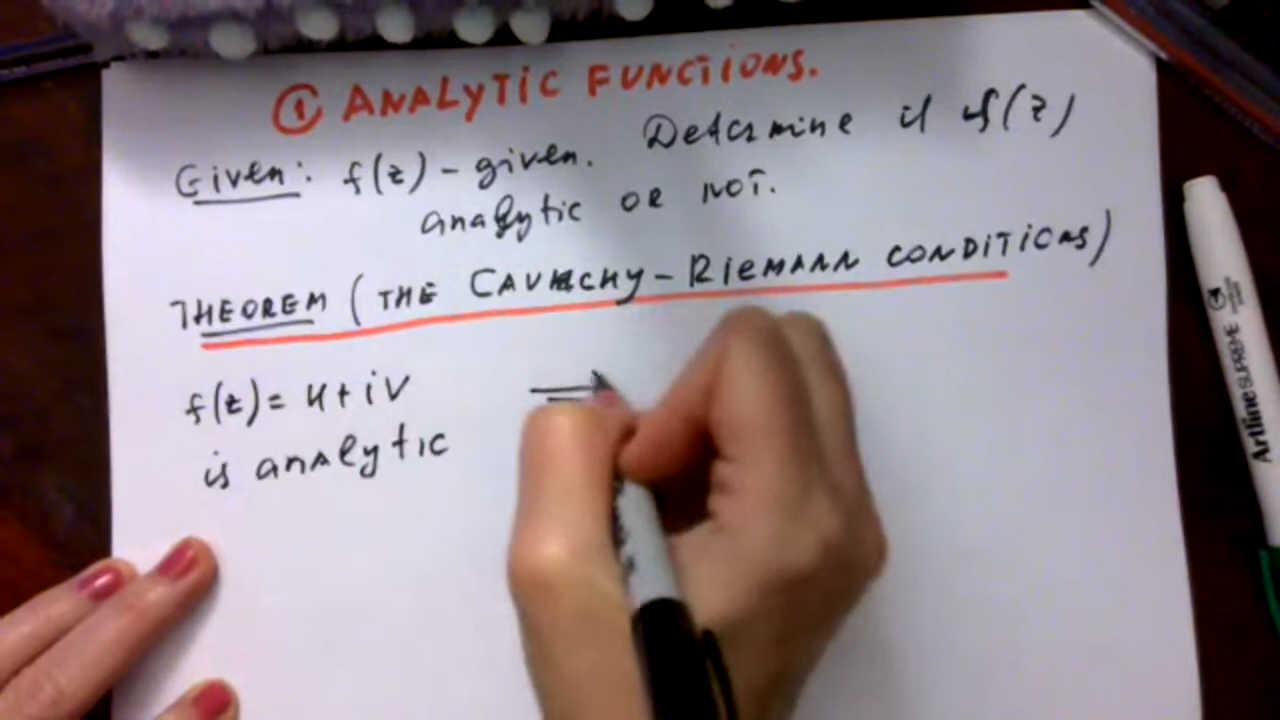 ① ANALYTIC FUNCTIONS.
Given: f(z) - given. Determine if f(z)
analytic or NOT.
THEOREM (THE CAUCHY - RIEMANN CONDITIONS)
f(z) = u + iv
is analytic
Artline SUPREME